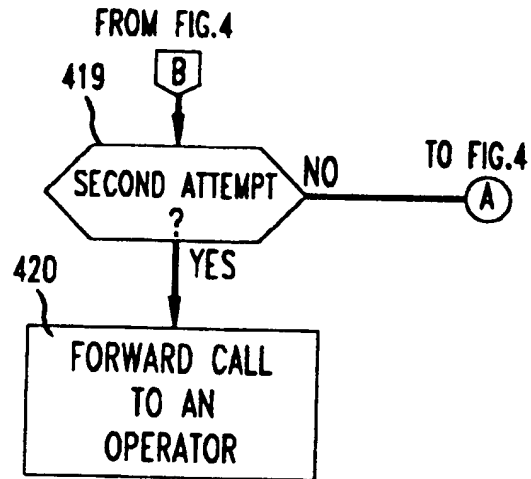 FROM FIG.4
B
419
SECOND ATTEMPT
?
NO
TO FIG.4
A
YES
420
FORWARD CALL
TO AN
OPERATOR